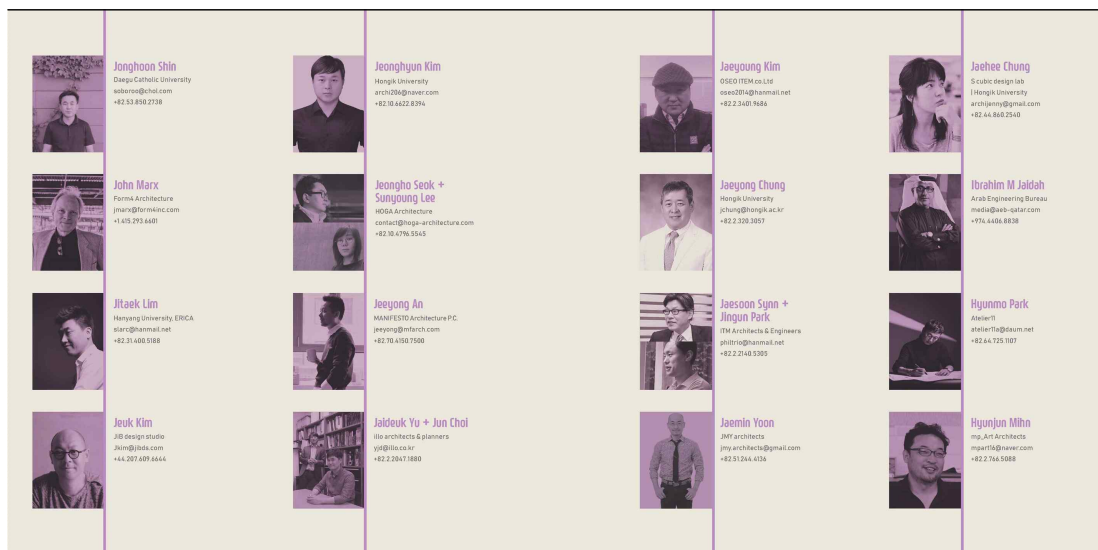 Jonghoon Shin
Daegu Catholic University
soboroo@chol.com
+82.53.850.2738
John Marx
Form4 Architecture
jmarx@form4inc.com
+1.415.293.6601
Jitaek Lim
Hanyang University, ERICA
slarc@hanmail.net
+82.31.400.5188
Jeuk Kim
JiB design studio
Jkim@jibds.com
+44.207.609.6644
Jeonghyun Kim
Hongik University
archi206@naver.com
+82.10.6622.8394
Jeongho Seok +
Sunyoung Lee
HOGA Architecture
contact@hoga-architecture.com
+82.10.4796.5545
Jeeyong An
MANIFESTO Architecture P.C.
jeeyong@mfarch.com
+82.70.4150.7500
Jaideuk Yu + Jun Choi
illo architects & planners
yjd@illo.co.kr
+82.2.2047.1880
Jaeyoung Kim
OSEO ITEM.co.Ltd
oseo2014@hanmail.net
+82.2.3401.9686
Jaeyong Chung
Hongik University
jchung@hongik.ac.kr
+82.2.320.3057
Jaesoon Synn +
Jingun Park
iTM Architects & Engineers
philtrio@hanmail.net
+82.2.2140.5305
Jaemin Yoon
JMY architects
jmy.architects@gmail.com
+82.51.244.4136
Jaehee Chung
S cubic design lab
| Hongik University
archijenny@gmail.com
+82.44.860.2540
Ibrahim M Jaidah
Arab Engineering Bureau
media@aeb-qatar.com
+974.4406.8838
Hyunmo Park
Atelier11
atelier11a@daum.net
+82.64.725.1107
Hyunjun Mihn
mp_Art Architects
mpart16@naver.com
+82.2.766.5088